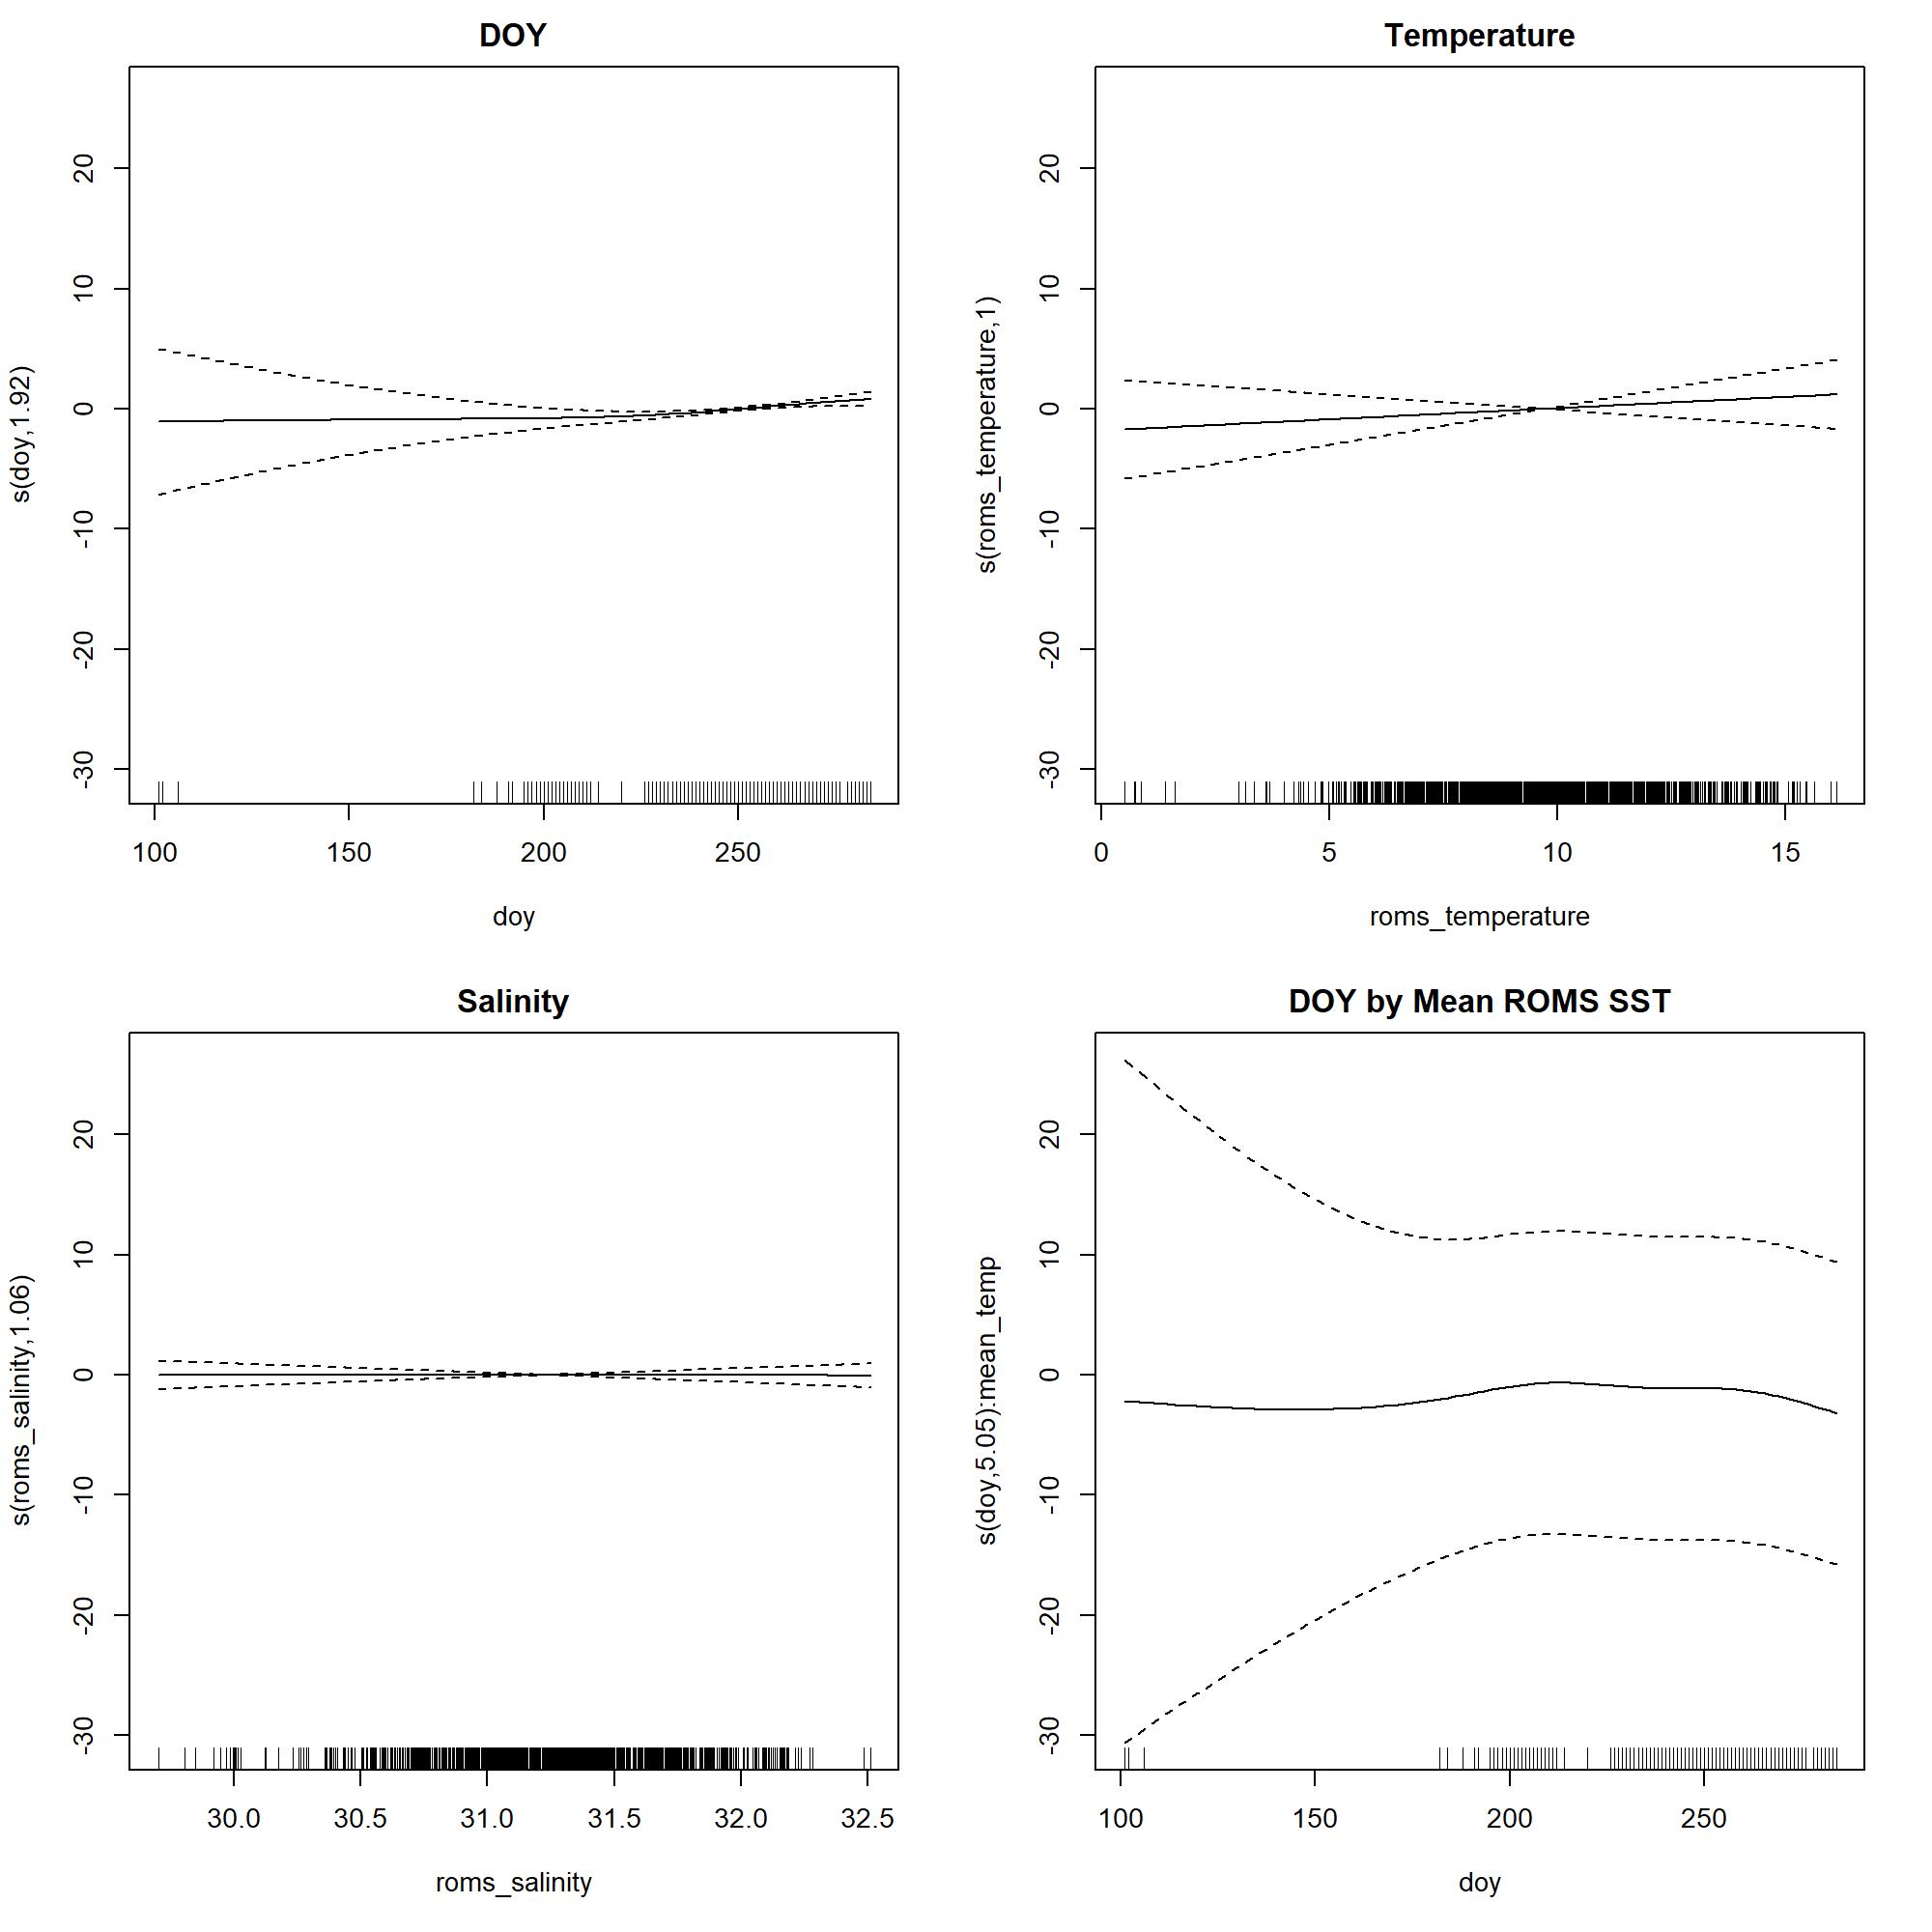 DOY
s(doy,1.92)
20
10
0
-10
-20
-30
100 150 200 250
doy
Temperature
s(roms_temperature,1)
20
10
0
-10
-20
-30
0 5 10 15
roms_temperature
Salinity
s(roms_salinity,1.06)
20
10
0
-10
-20
-30
30.0 30.5 31.0 31.5 32.0 32.5
roms_salinity
DOY by Mean ROMS SST
s(doy,5.05):mean_temp
20
10
0
-10
-20
-30
100 150 200 250
doy